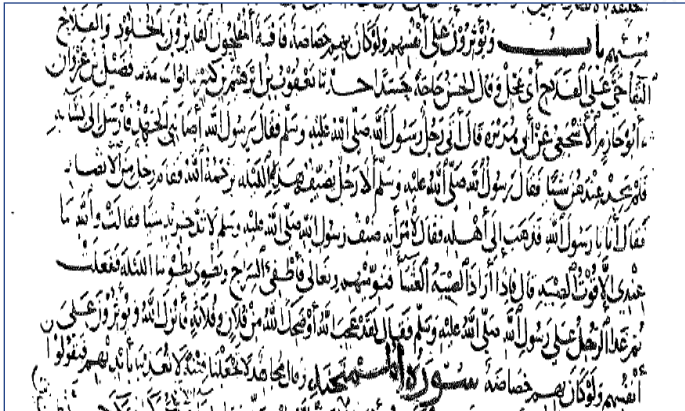 مسيئهم باب ويؤثرون على أنفسهم ولو كان بهم خصاصة فاقة المفلحون الفائزون بالخلود والفلاح
البقاء حي على الفلاح أي عجل وقال الحسن حاجة حسدا حدثنا يعقوب بن إبرهيم بن كثير أبو أسامة فضيل بن غزوان
أبو حازم الأشجعي عن أبي هريرة قال أتى رجل رسول الله صلى الله عليه وسلم فقال يا رسول الله أصابني الجهد فأرسل إلى نسائه
فلم يجد عندهن شيئا فقال رسول الله صلى الله عليه وسلم ألا رجل يضيف هذه الليلة يرحمه الله فقام رجل من الأنصار
فقال أنا يا رسول الله فذهب إلى أهله فقال لامرأته ضيف رسول الله صلى الله عليه وسلم لا تدخريه شيئا فقالت والله ما
عندي إلا قوت الصبية قال فإذا أراد الصبية العشاء فنوميهم وتعالي فأطفئي السراج ونطوي بطوننا الليلة ففعلت
ثم غدا الرجل على رسول الله صلى الله عليه وسلم فقال لقد عجب الله أو ضحك الله من فلان وفلانة فأنزل الله ويؤثرون على
أنفسهم ولو كان بهم خصاصة سورة الممتحنة وقال مجاهد لا تجعلنا فتنة لا تعذبنا بأيديهم فيقولوا